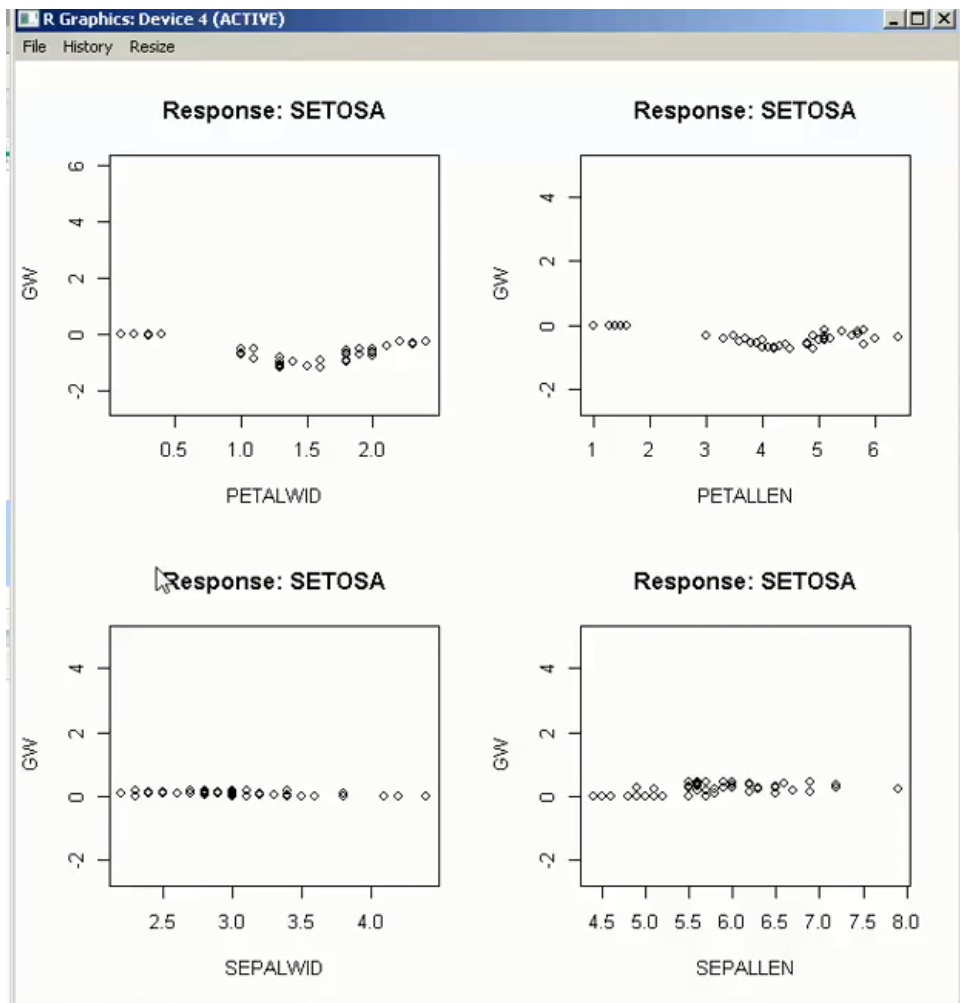 R Graphics: Device 4 (ACTIVE)
File History Resize
Response: SETOSA
GW
6
4
2
0
-2
0.5 1.0 1.5 2.0
PETALWID
Response: SETOSA
GW
4
2
0
-2
1 2 3 4 5 6
PETALLEN
Response: SETOSA
GW
4
2
0
-2
2.5 3.0 3.5 4.0
SEPALWID
Response: SETOSA
GW
4
2
0
-2
4.5 5.0 5.5 6.0 6.5 7.0 7.5 8.0
SEPALLEN